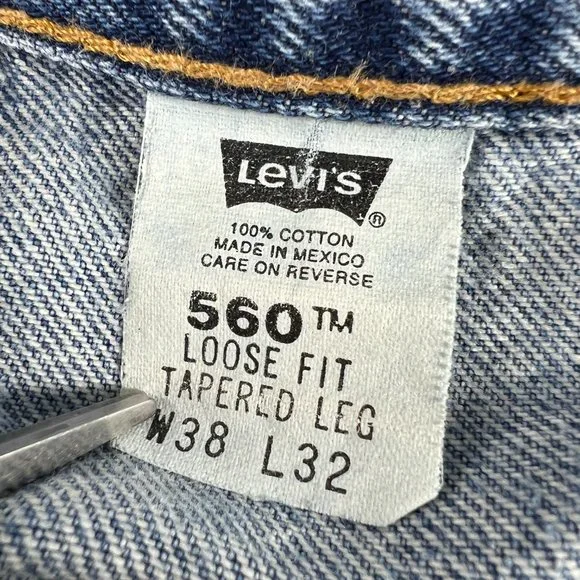 Levi's ®
100% COTTON
MADE IN MEXICO
CARE ON REVERSE
560™
LOOSE FIT
TAPERED LEG
W38 L32